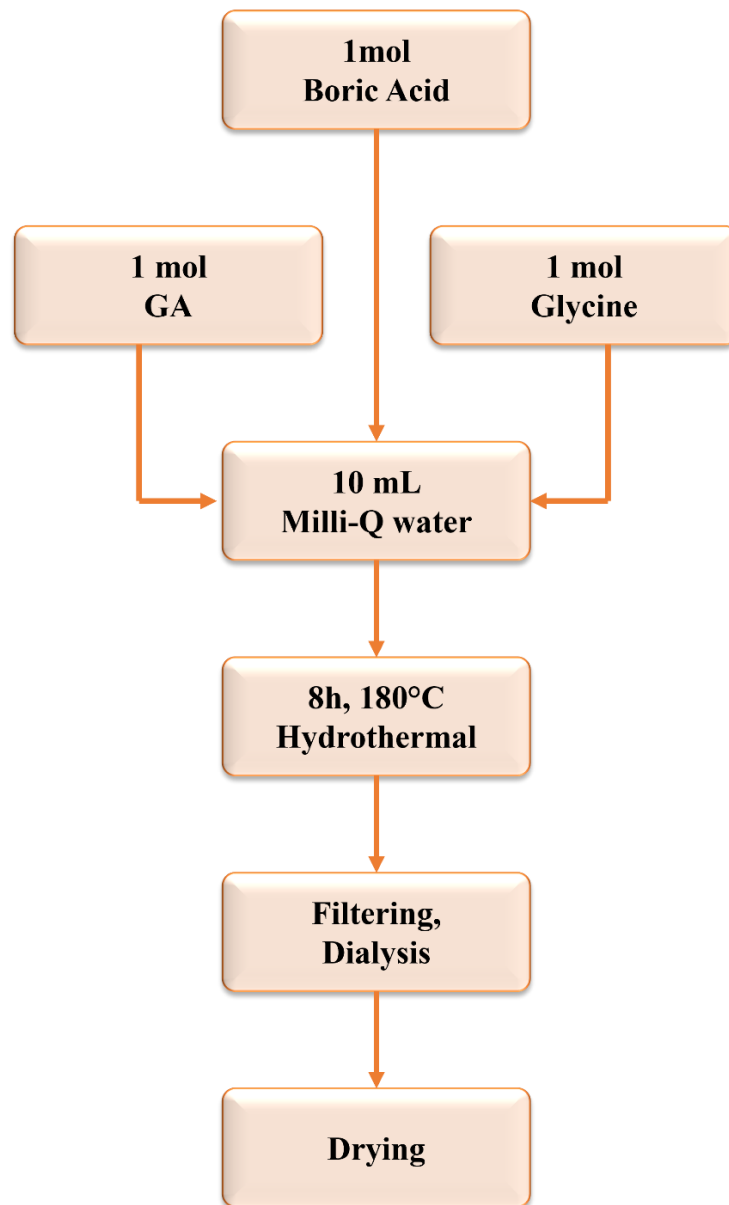 1mol
Boric Acid
1 mol
GA
1 mol
Glycine
10 mL
Milli-Q water
8h, 180°C
Hydrothermal
Filtering,
Dialysis
Drying